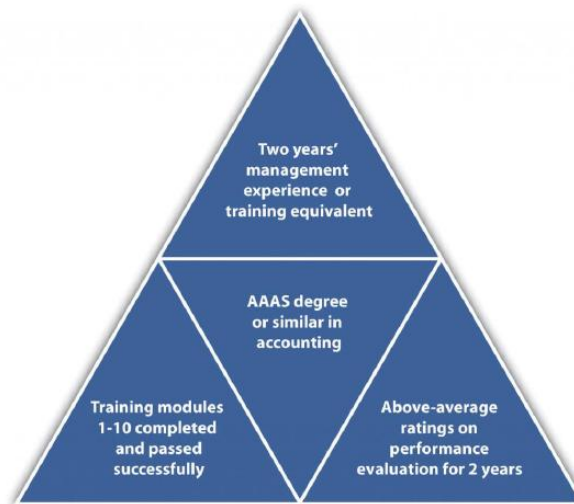 Two years'
management
experience or
training equivalent
AAAS degree
or similar in
accounting
Training modules
1-10 completed
and passed
successfully
Above-average
ratings on
performance
evaluation for 2 years